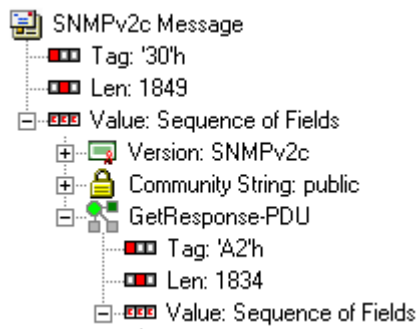 SNMPv2c Message
Tag: '30'h
Len: 1849
Value: Sequence of Fields
Version: SNMPv2c
Community String: public
GetResponse-PDU
Tag: 'A2'h
Len: 1834
Value: Sequence of Fields